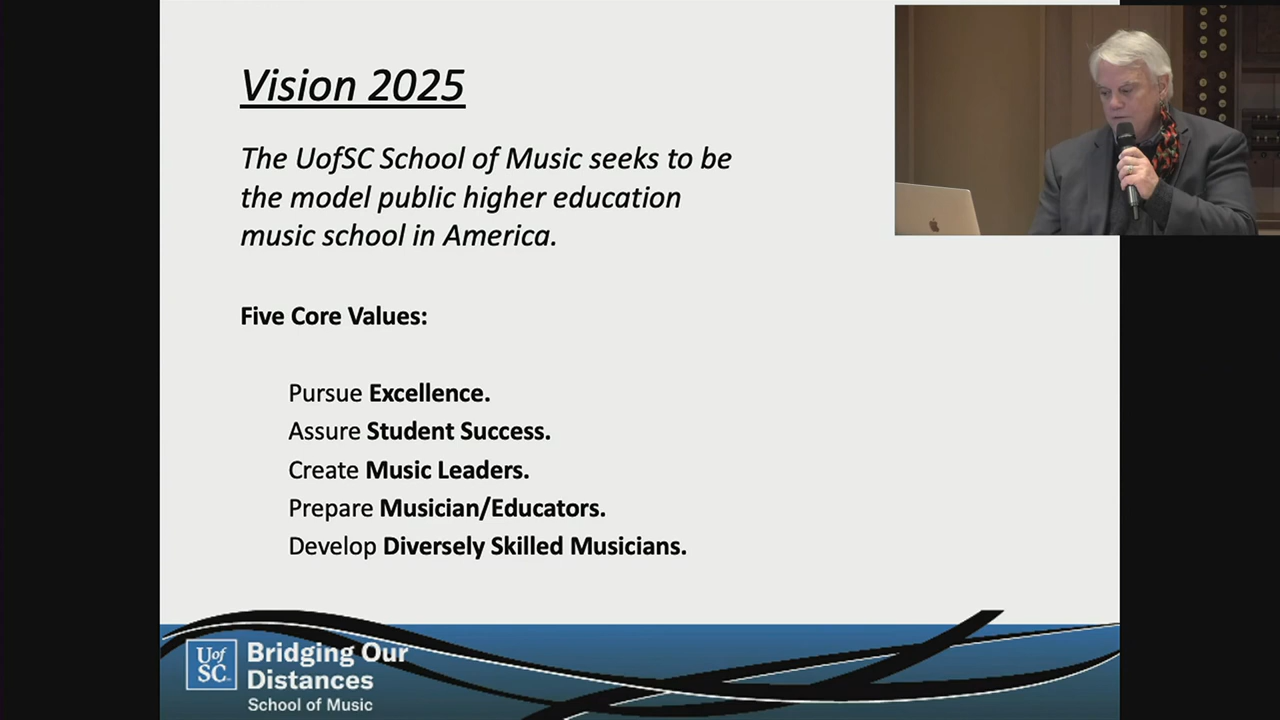 Vision 2025
The UofSC School of Music seeks to be
the model public higher education
music school in America.
Five Core Values:
Pursue Excellence.
Assure Student Success.
Create Music Leaders.
Prepare Musician/Educators.
Develop Diversely Skilled Musicians.
UofSC
Bridging Our
Distances
School of Music